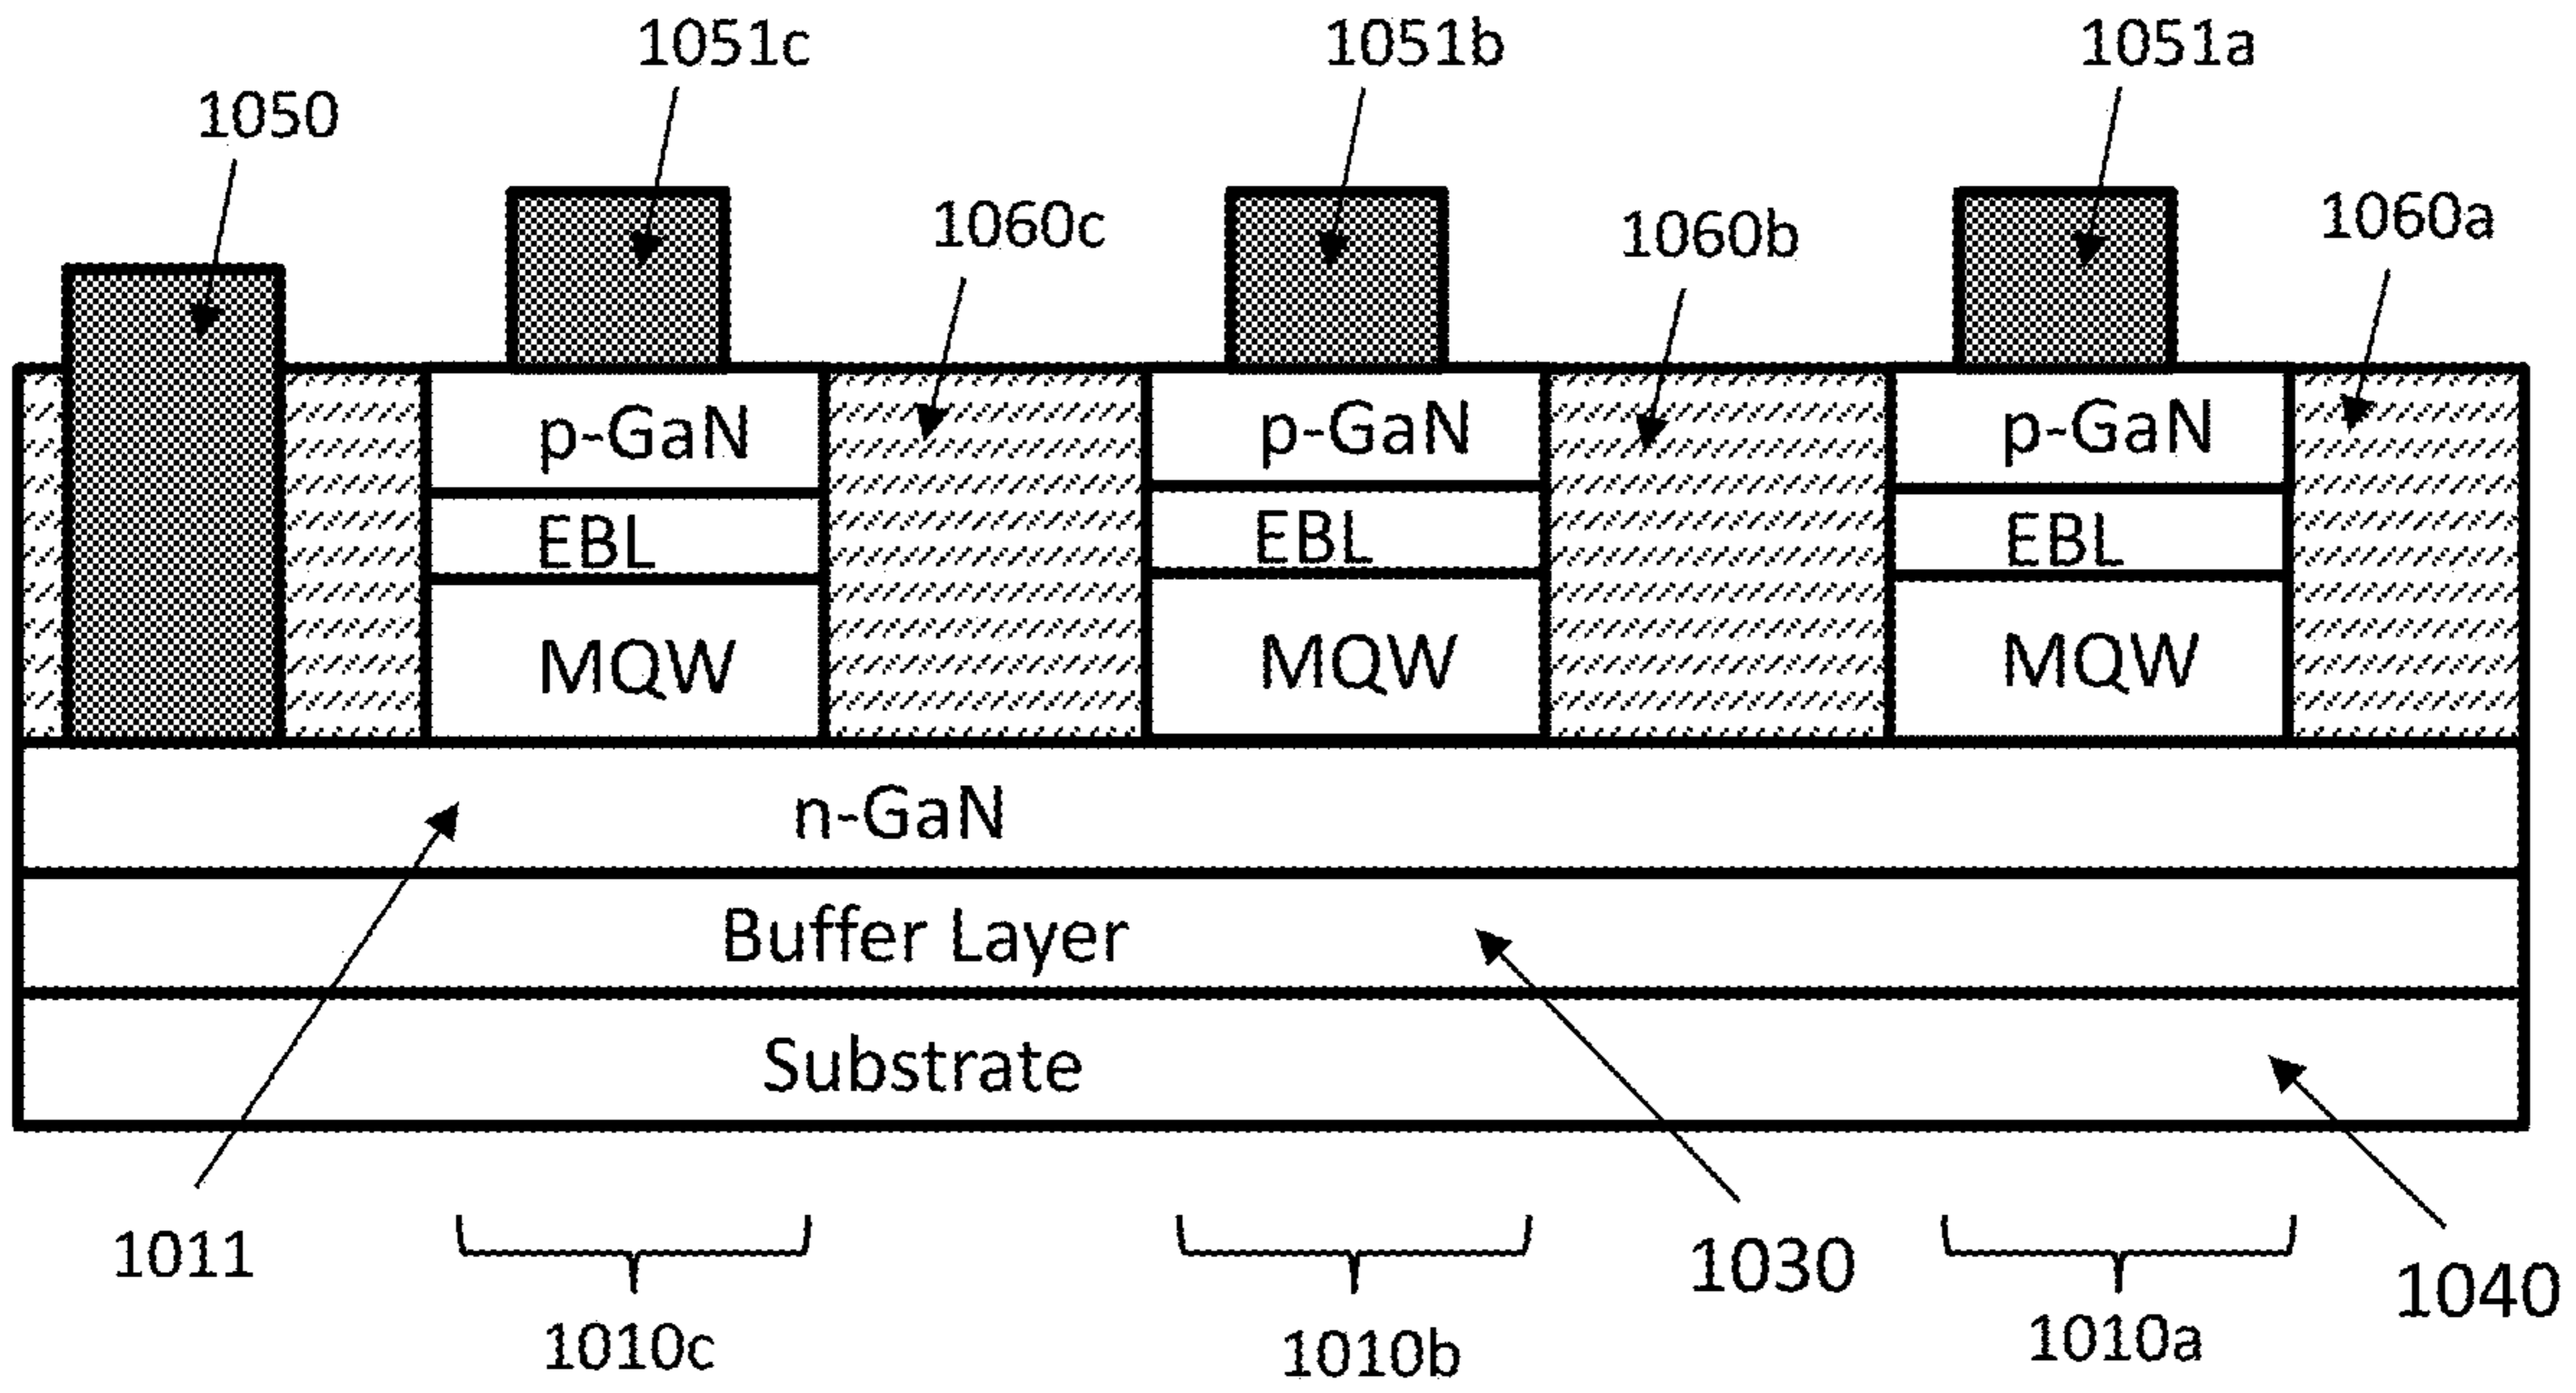 1051c
1051b
1051a
1050
1060c
1060b
1060a
p-GaN
p-GaN
p-GaN
EBL
EBL
EBL
MQW
MQW
MQW
n-GaN
Buffer Layer
Substrate
1011
1030
1040
1010c
1010b
1010a